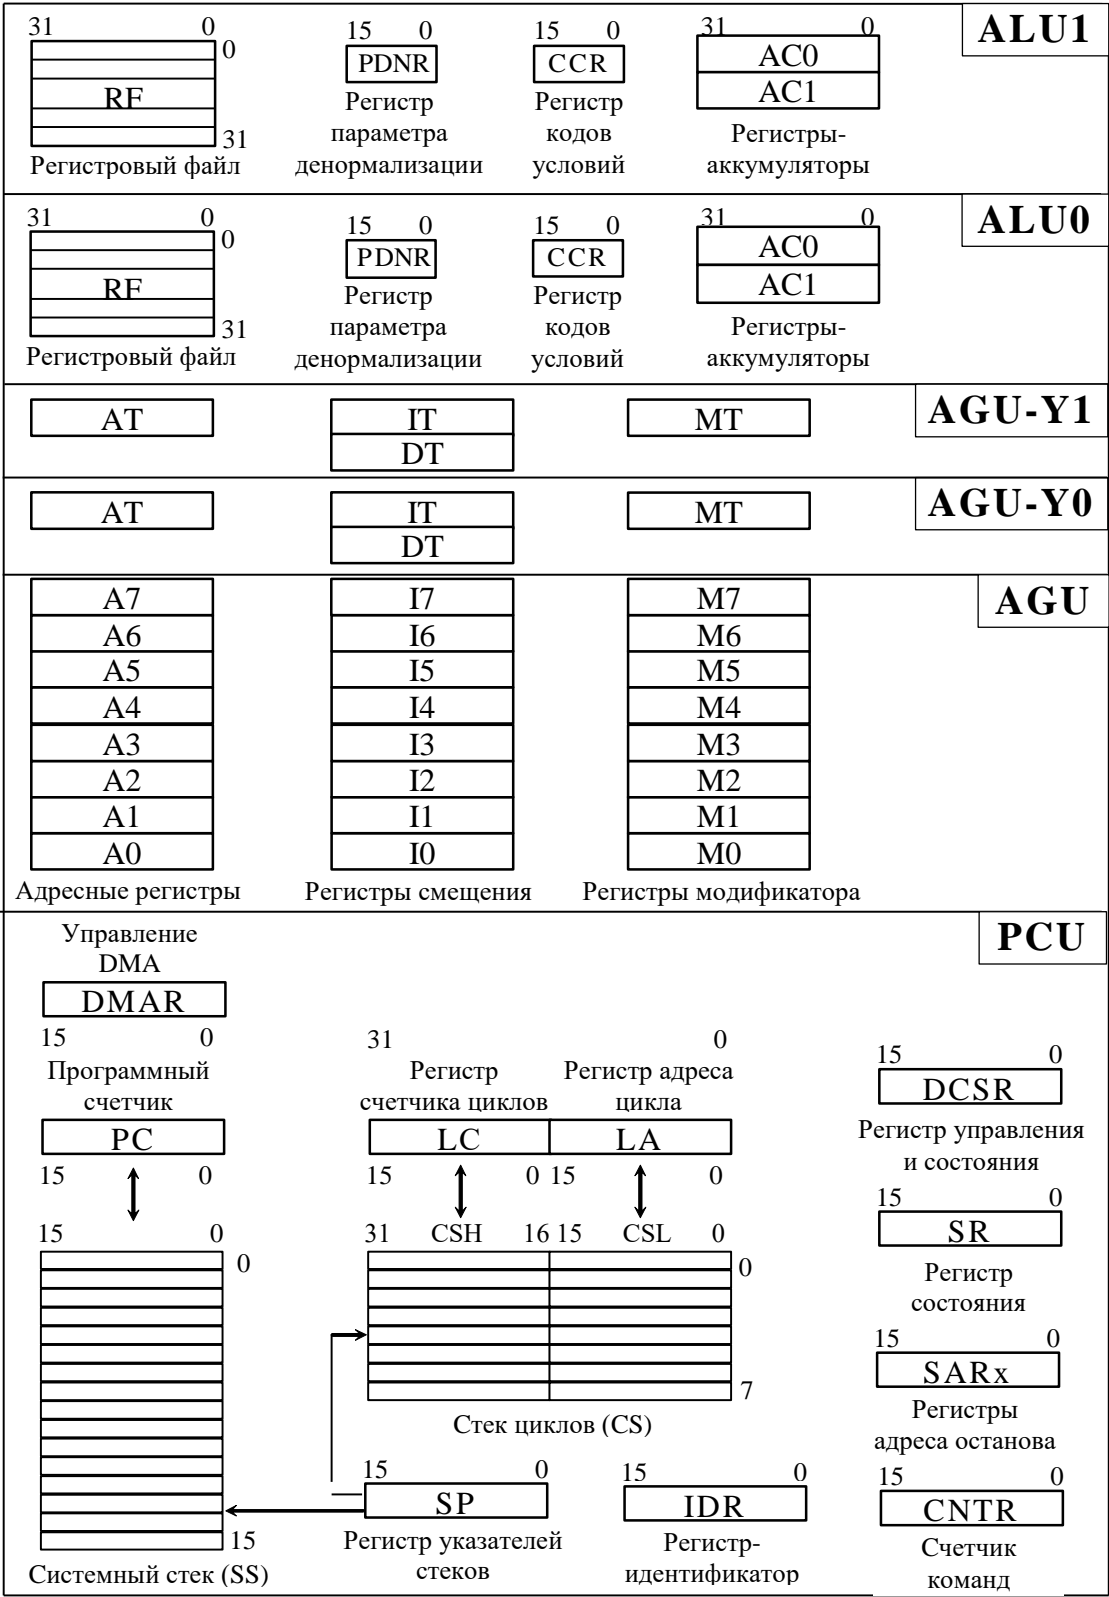 ALU1
31 0 15 0 15 0 31 0
RF 0 PDNR CCR AC0
31 AC1
Регистровый файл
Регистр параметра денормализации
Регистр кодов условий
Регистры-аккумуляторы
ALU0
31 0 15 0 15 0 31 0
RF 0 PDNR CCR AC0
31 AC1
Регистровый файл
Регистр параметра денормализации
Регистр кодов условий
Регистры-аккумуляторы
AT IT MT AGU-Y1
DT
AT IT MT AGU-Y0
DT
A7 I7 M7 AGU
A6 I6 M6
A5 I5 M5
A4 I4 M4
A3 I3 M3
A2 I2 M2
A1 I1 M1
A0 I0 M0
Адресные регистры Регистры смещения Регистры модификатора
PCU
Управление
DMA
DMAR
15 0
Программный
счетчик
PC
15 0
15 0
0
15
Системный стек (SS)
31 0
Регистр счетчика циклов
Регистр адреса цикла
LC LA
15 0 15 0
31 CSH 16 15 CSL 0
0
7
Стек циклов (CS)
15 0
SP
Регистр указателей
стеков
15 0
IDR
Регистр-
идентификатор
15 0
DCSR
Регистр управления
и состояния
15 0
SR
Регистр
состояния
15 0
SARx
Регистры
адреса останова
15 0
CNTR
Счетчик
команд